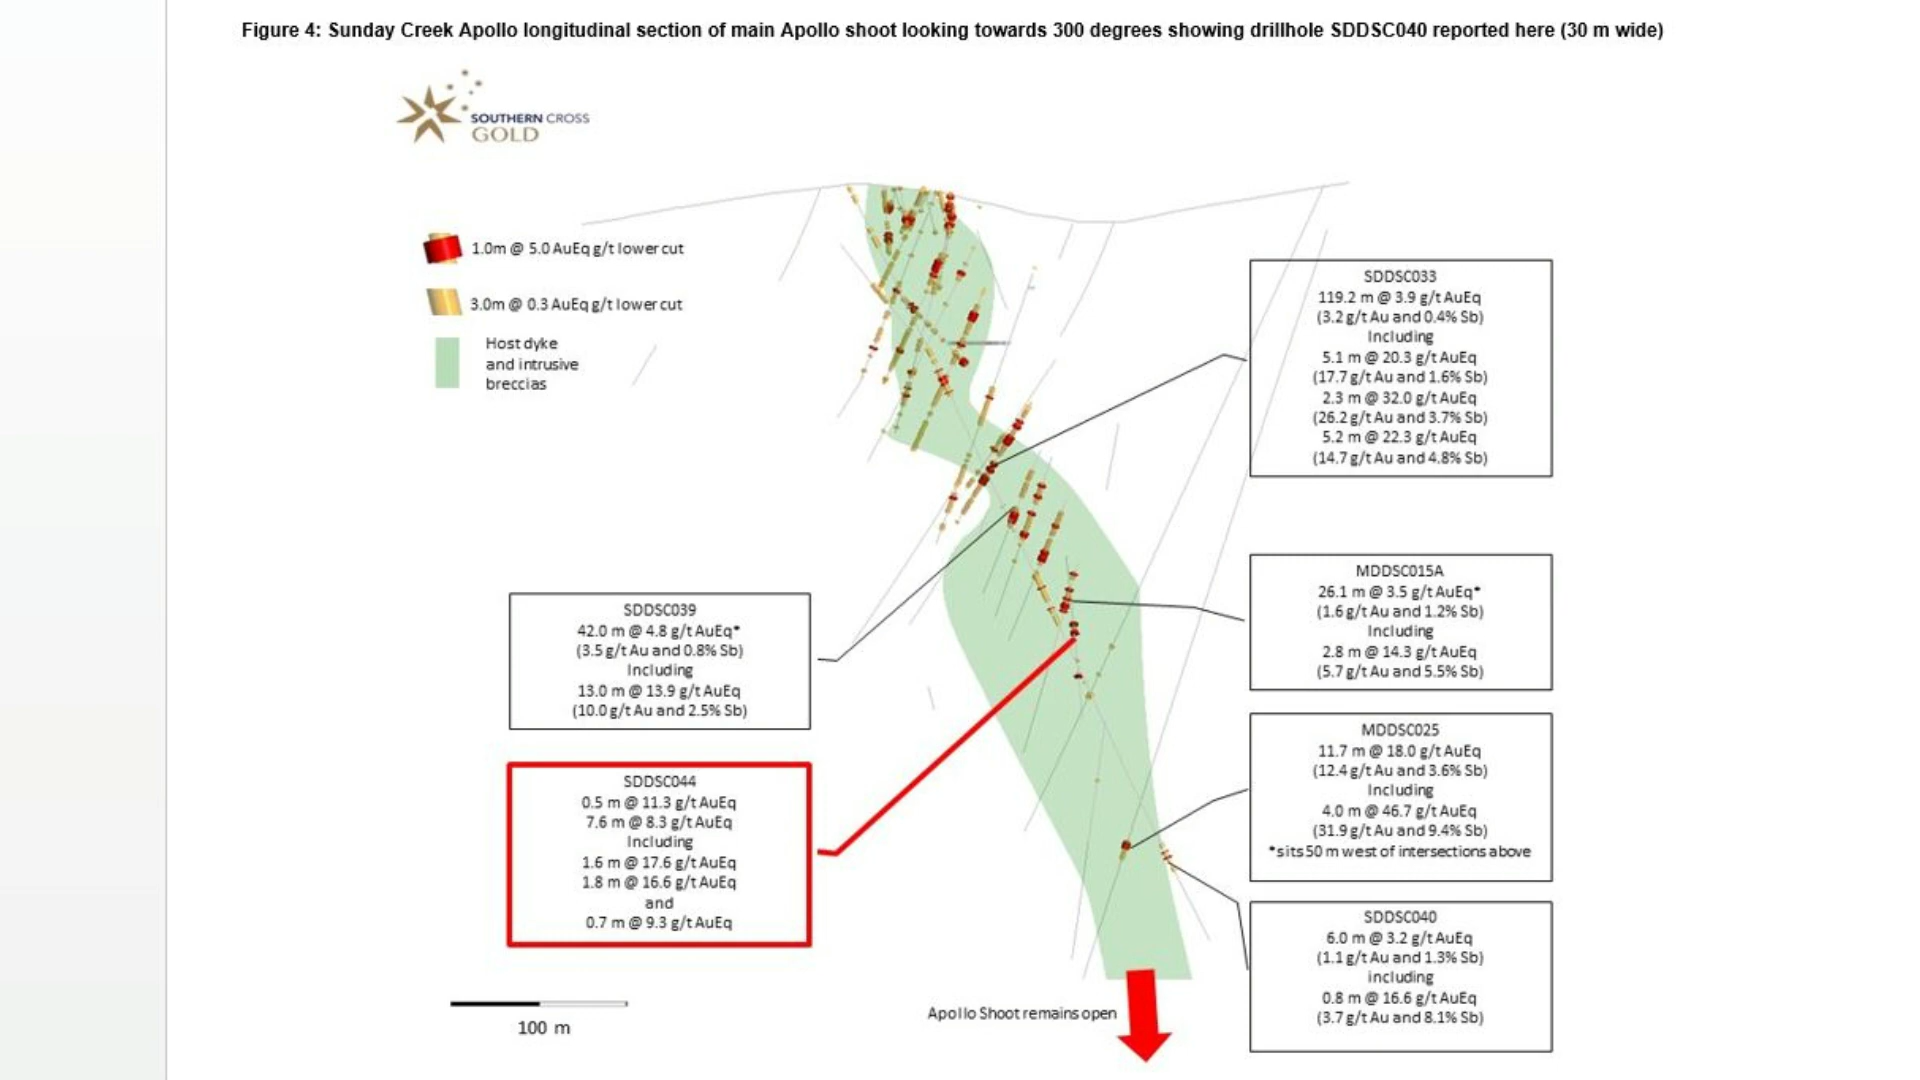 Figure 4: Sunday Creek Apollo longitudinal section of main Apollo shoot looking towards 300 degrees showing drillhole SDDSC040 reported here (30 m wide)
SOUTHERN CROSS
GOLD
1.0m @ 5.0 AuEq g/t lower cut
3.0m @ 0.3 AuEq g/t lower cut
Host dyke
and intrusive
breccias
SDDSC033
119.2 m @ 3.9 g/t AuEq
(3.2 g/t Au and 0.4% Sb)
Including
5.1 m @ 20.3 g/t AuEq
(17.7 g/t Au and 1.6% Sb)
2.3 m @ 32.0 g/t AuEq
(26.2 g/t Au and 3.7% Sb)
5.2 m @ 22.3 g/t AuEq
(14.7 g/t Au and 4.8% Sb)
MDDSC015A
26.1 m @ 3.5 g/t AuEq*
(1.6 g/t Au and 1.2% Sb)
Including
2.8 m @ 14.3 g/t AuEq
(5.7 g/t Au and 5.5% Sb)
SDDSC039
42.0 m @ 4.8 g/t AuEq*
(3.5 g/t Au and 0.8% Sb)
Including
13.0 m @ 13.9 g/t AuEq
(10.0 g/t Au and 2.5% Sb)
MDDSC025
11.7 m @ 18.0 g/t AuEq
(12.4 g/t Au and 3.6% Sb)
Including
4.0 m @ 46.7 g/t AuEq
(31.9 g/t Au and 9.4% Sb)
*sits 50 m west of intersections above
SDDSC044
0.5 m @ 11.3 g/t AuEq
7.6 m @ 8.3 g/t AuEq
Including
1.6 m @ 17.6 g/t AuEq
1.8 m @ 16.6 g/t AuEq
and
0.7 m @ 9.3 g/t AuEq
SDDSC040
6.0 m @ 3.2 g/t AuEq
(1.1 g/t Au and 1.3% Sb)
including
0.8 m @ 16.6 g/t AuEq
(3.7 g/t Au and 8.1% Sb)
Apollo Shoot remains open
100 m